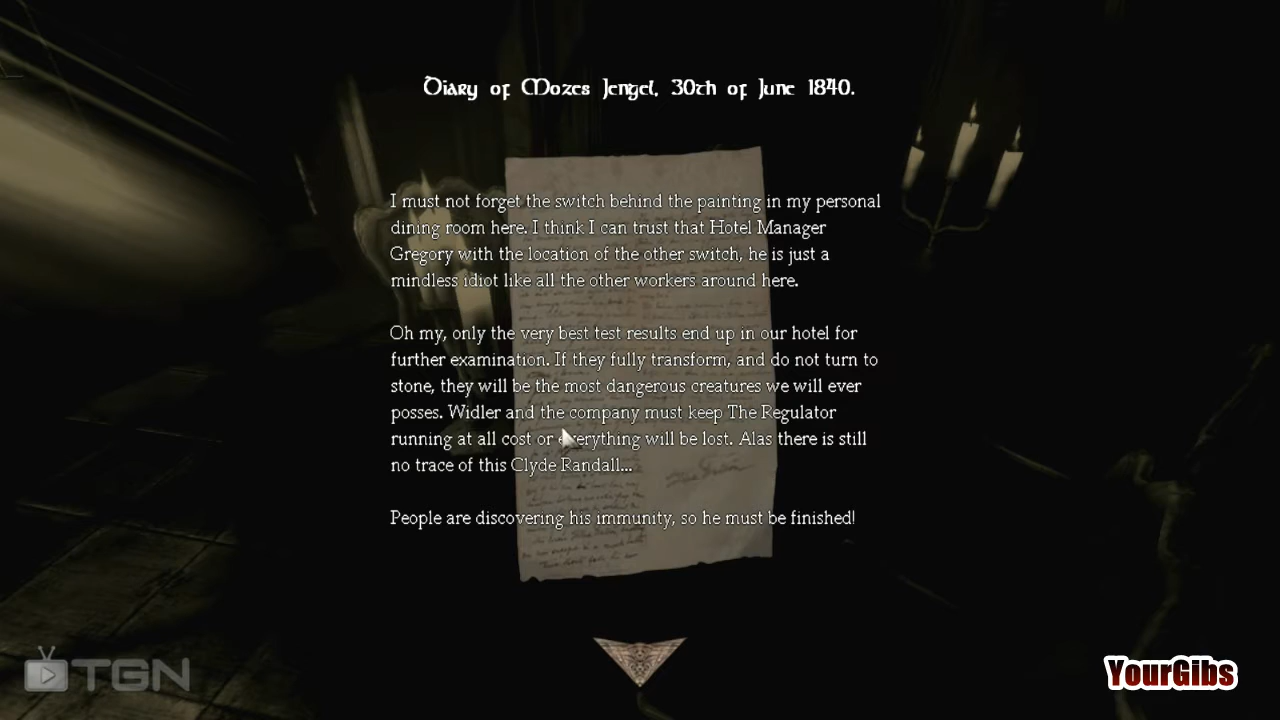 Diary of Mozes Jengel, 30th of June 1840.
I must not forget the switch behind the painting in my personal
dining room here. I think I can trust that Hotel Manager
Gregory with the location of the other switch, he is just a
mindless idiot like all the other workers around here.
Oh my, only the very best test results end up in our hotel for
further examination. If they fully transform, and do not turn to
stone, they will be the most dangerous creatures we will ever
posses. Widler and the company must keep The Regulator
running at all cost or everything will be lost. Alas there is still
no trace of this Clyde Randall...
People are discovering his immunity, so he must be finished!
TGN
YourGibs